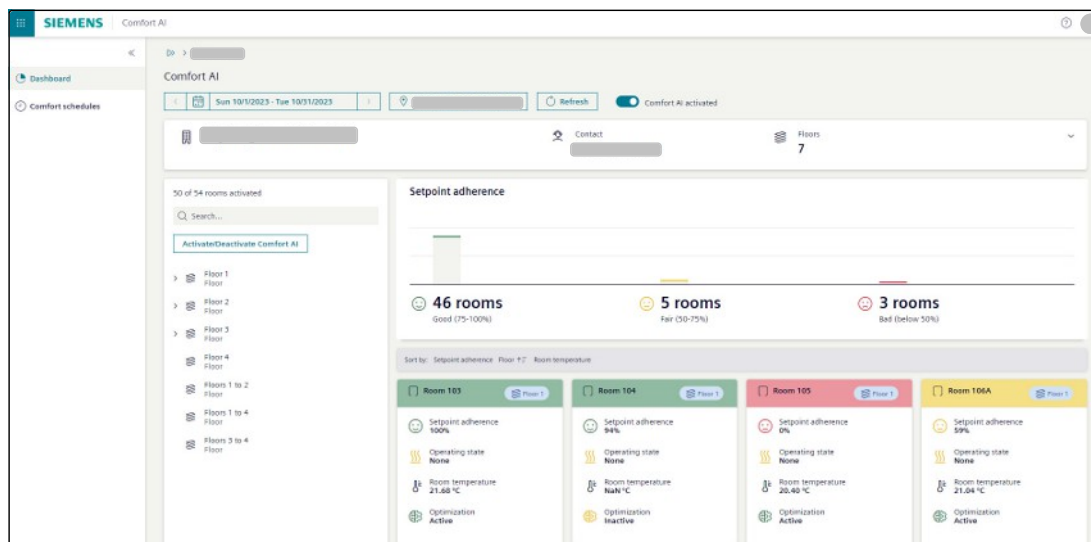 SIEMENS Comfort AI
Dashboard
Comfort schedules
Comfort AI
Sun 10/1/2023 - Tue 10/31/2023
Refresh
Comfort AI activated
Contact
Floors
7
50 of 54 rooms activated
Search...
Activate/Deactivate Comfort AI
Floor 1
Floor
Floor 2
Floor
Floor 3
Floor
Floor 4
Floor
Floors 1 to 2
Floor
Floors 1 to 4
Floor
Floors 3 to 4
Floor
Setpoint adherence
46 rooms
Good (75-100%)
5 rooms
Fair (50-75%)
3 rooms
Bad (below 50%)
Sort by: Setpoint adherence Floor Room temperature
Room 103 Floor 1
Setpoint adherence
100%
Operating state
None
Room temperature
21.68 °C
Optimization
Active
Room 104 Floor 1
Setpoint adherence
94%
Operating state
None
Room temperature
NaN °C
Optimization
Inactive
Room 105 Floor 1
Setpoint adherence
0%
Operating state
None
Room temperature
20.40 °C
Optimization
Active
Room 106A Floor 1
Setpoint adherence
59%
Operating state
None
Room temperature
21.04 °C
Optimization
Active